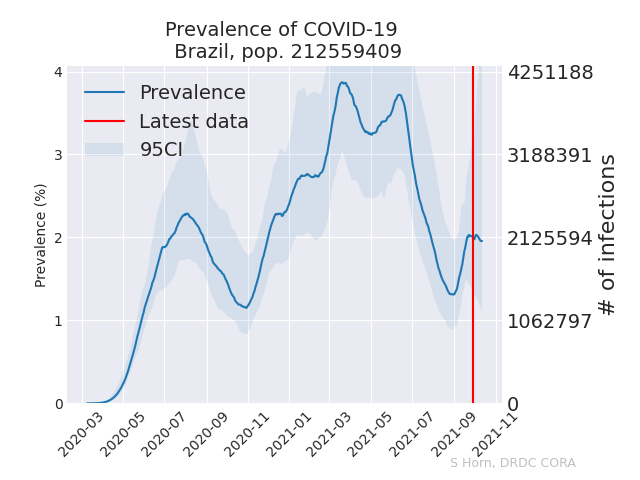 Prevalence of COVID-19
Brazil, pop. 212559409
Prevalence
Latest data
95CI
Prevalence (%)
4
3
2
1
0
4251188
3188391
2125594
1062797
0
# of infections
2020-03
2020-05
2020-07
2020-09
2020-11
2021-01
2021-03
2021-05
2021-07
2021-09
2021-11
S Horn, DRDC CORA